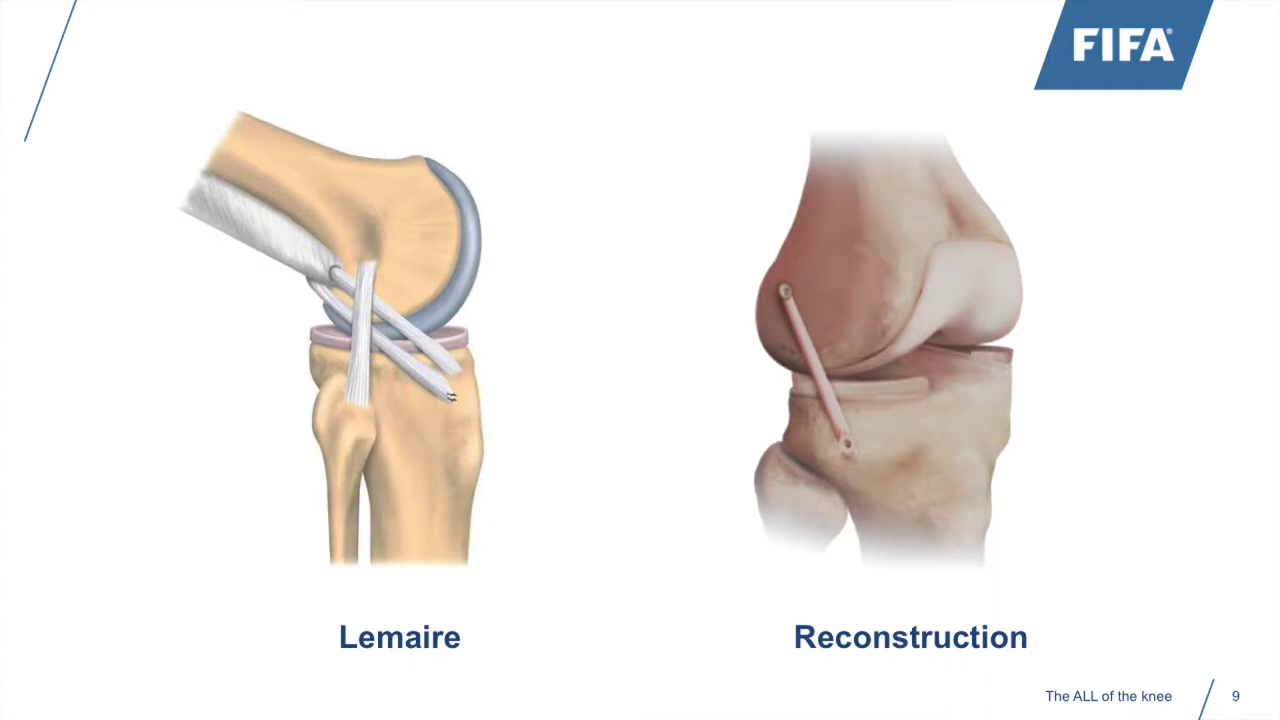 FIFA®
Lemaire
Reconstruction
The ALL of the knee
9